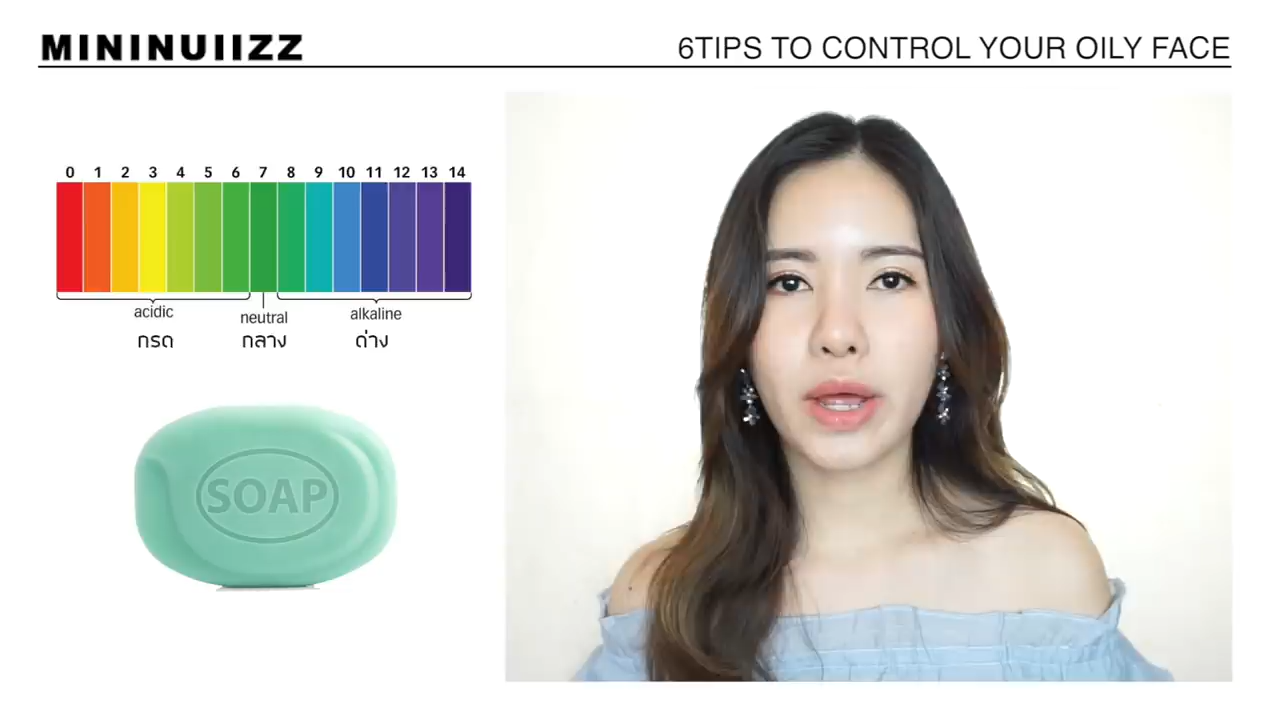 MININUIIZZ
6TIPS TO CONTROL YOUR OILY FACE
0 1 2 3 4 5 6 7 8 9 10 11 12 13 14
acidic neutral alkaline
กรด กลาง ด่าง
SOAP